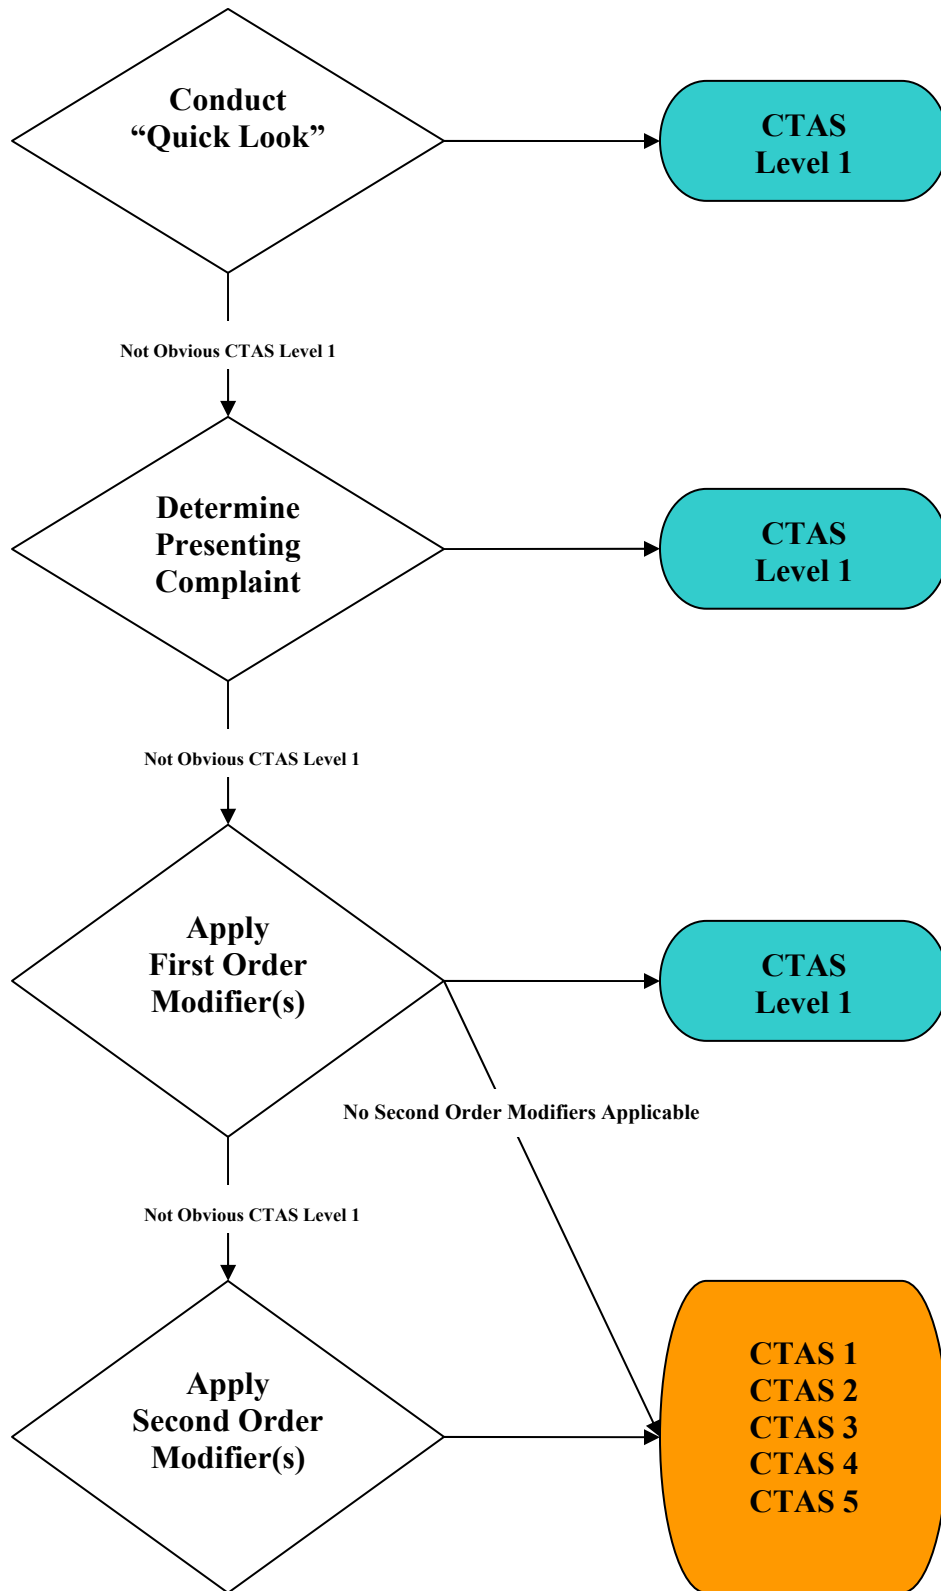 Conduct
“Quick Look”
CTAS
Level 1
Not Obvious CTAS Level 1
Determine
Presenting
Complaint
CTAS
Level 1
Not Obvious CTAS Level 1
Apply
First Order
Modifier(s)
CTAS
Level 1
No Second Order Modifiers Applicable
Not Obvious CTAS Level 1
Apply
Second Order
Modifier(s)
CTAS 1
CTAS 2
CTAS 3
CTAS 4
CTAS 5